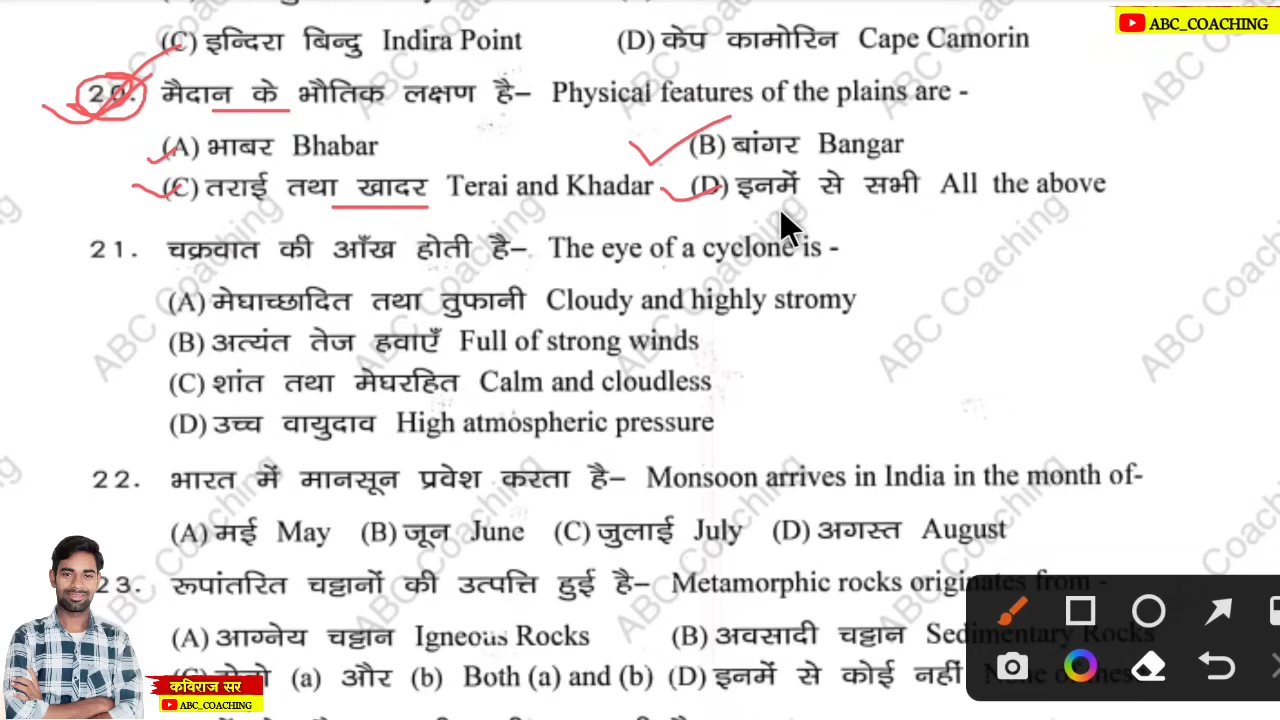 ABC_COACHING
(C) इन्दिरा बिन्दु Indira Point (D) केप कामोरिन Cape Camorin
20. मैदान के भौतिक लक्षण है– Physical features of the plains are -
(A) भाबर Bhabar (B) बांगर Bangar
(C) तराई तथा खादर Terai and Khadar (D) इनमें से सभी All the above
21. चक्रवात की आँख होती है– The eye of a cyclone is -
(A) मेघाच्छादित तथा तुफानी Cloudy and highly stromy
(B) अत्यंत तेज हवाएँ Full of strong winds
(C) शांत तथा मेघरहित Calm and cloudless
(D) उच्च वायुदाव High atmospheric pressure
22. भारत में मानसून प्रवेश करता है– Monsoon arrives in India in the month of-
(A) मई May (B) जून June (C) जुलाई July (D) अगस्त August
23. रूपांतरित चट्टानों की उत्पत्ति हुई है– Metamorphic rocks originates from -
(A) आग्नेय चट्टान Igneous Rocks (B) अवसादी चट्टान Sedimentary Rocks
(a) और (b) Both (a) and (b) (D) इनमें से कोई नहीं
कविराज सर
ABC_COACHING
ABC Coaching